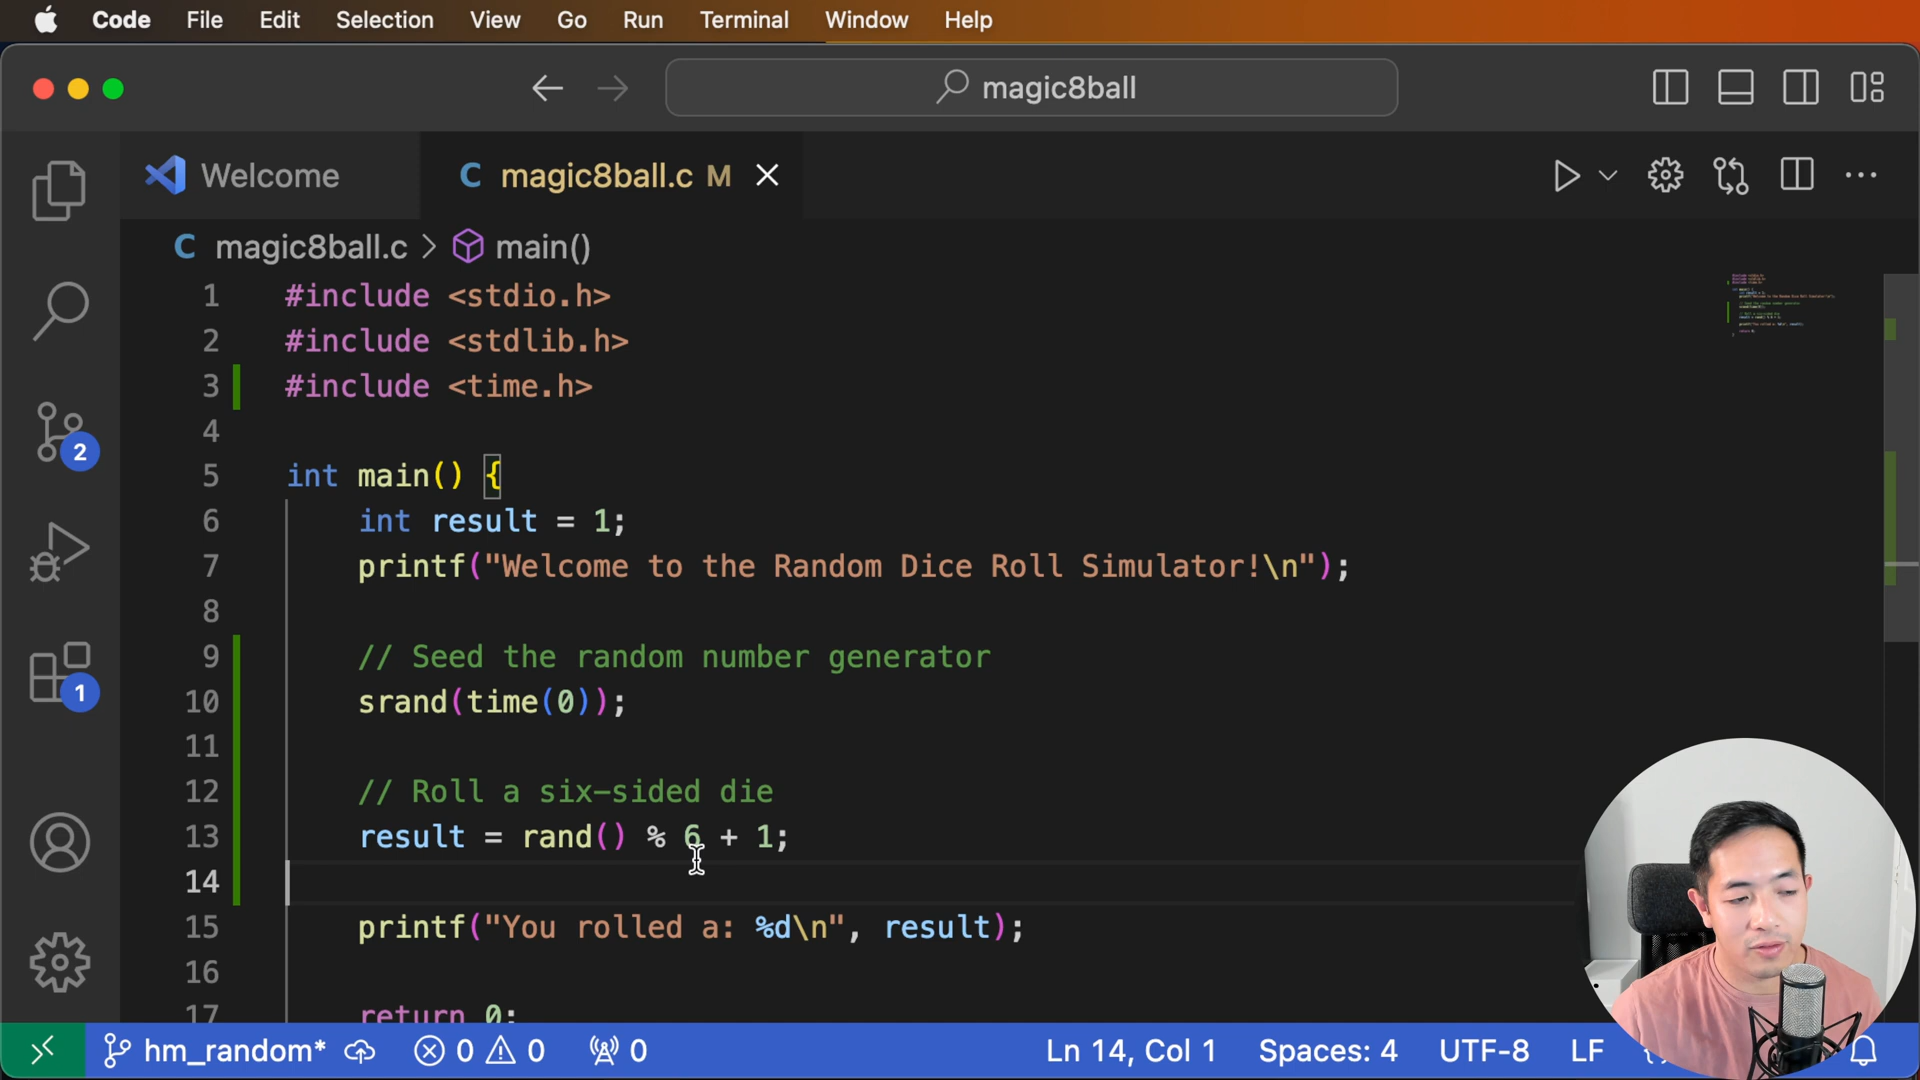 Code File Edit Selection View Go Run Terminal Window Help
magic8ball
Welcome
C magic8ball.c M
C magic8ball.c > main()
1 #include <stdio.h>
2 #include <stdlib.h>
3 #include <time.h>
4
5 int main() {
6 int result = 1;
7 printf("Welcome to the Random Dice Roll Simulator!\n");
8
9 // Seed the random number generator
10 srand(time(0));
11
12 // Roll a six-sided die
13 result = rand() % 6 + 1;
14
15 printf("You rolled a: %d\n", result);
16
17 return 0;
2
1
hm_random* 0 0 0 Ln 14, Col 1 Spaces: 4 UTF-8 LF